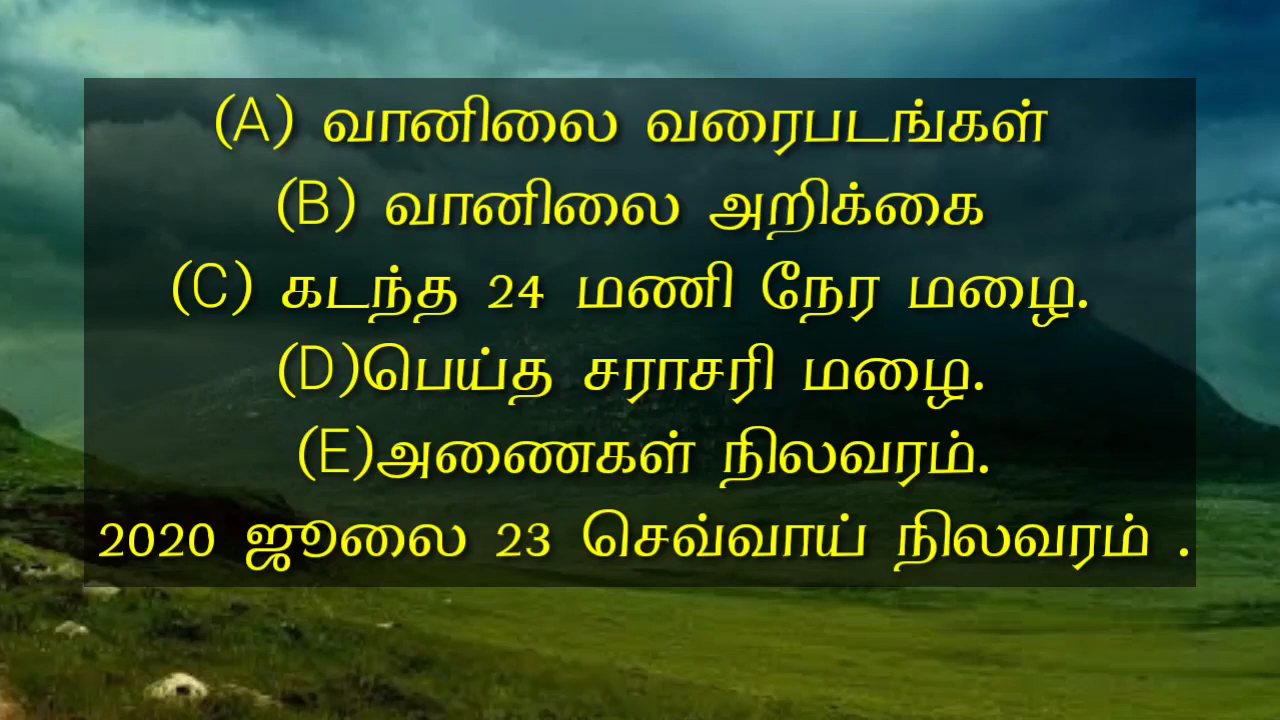 (A) வானிலை வரைபடங்கள்
(B) வானிலை அறிக்கை
(C) கடந்த 24 மணி நேர மழை.
(D)பெய்த சராசரி மழை.
(E)அணைகள் நிலவரம்.
2020 ஜூலை 23 செவ்வாய் நிலவரம் .